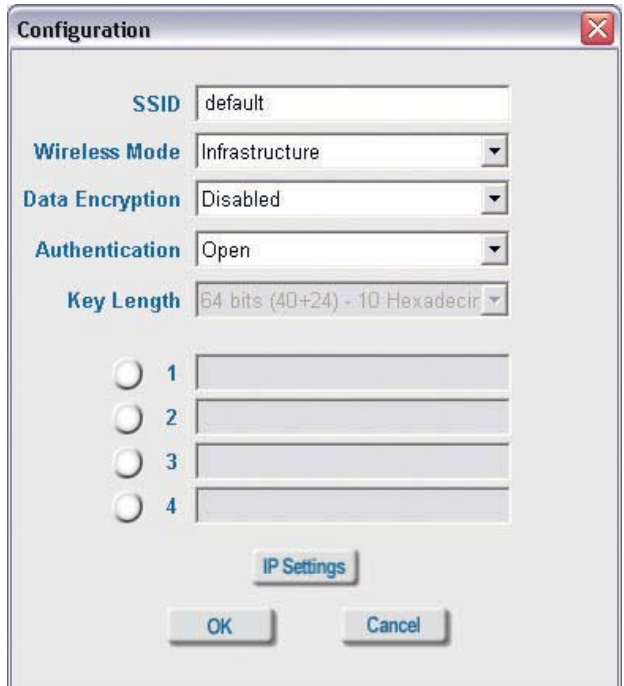 Configuration
SSID default
Wireless Mode Infrastructure
Data Encryption Disabled
Authentication Open
Key Length 64 bits (40+24) - 10 Hexadecir
1
2
3
4
IP Settings
OK Cancel